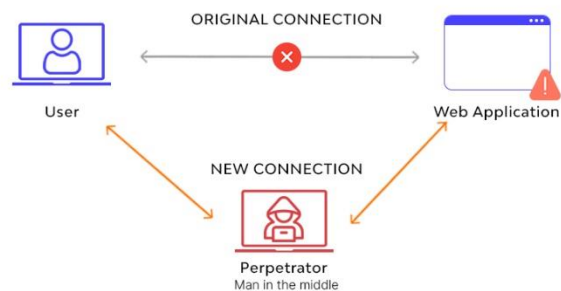 ORIGINAL CONNECTION
User
Web Application
NEW CONNECTION
Perpetrator
Man in the middle